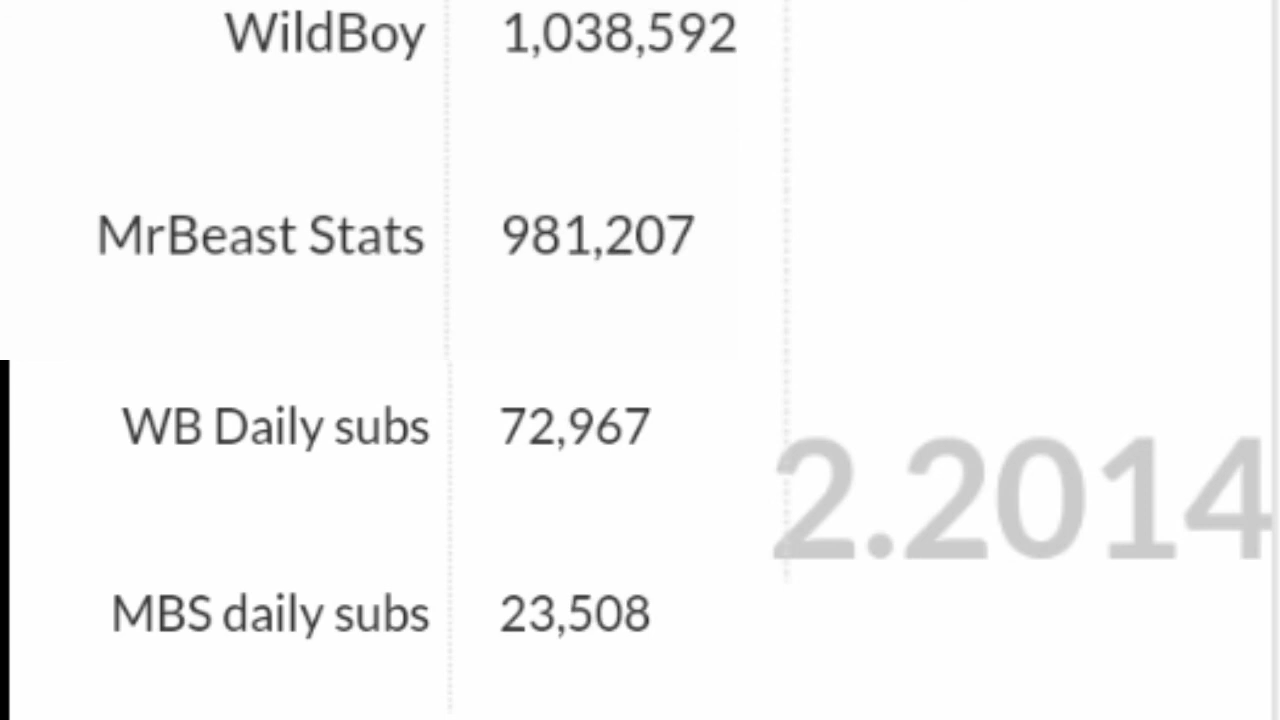 WildBoy 1,038,592
MrBeast Stats 981,207
WB Daily subs 72,967
2.2014
MBS daily subs 23,508